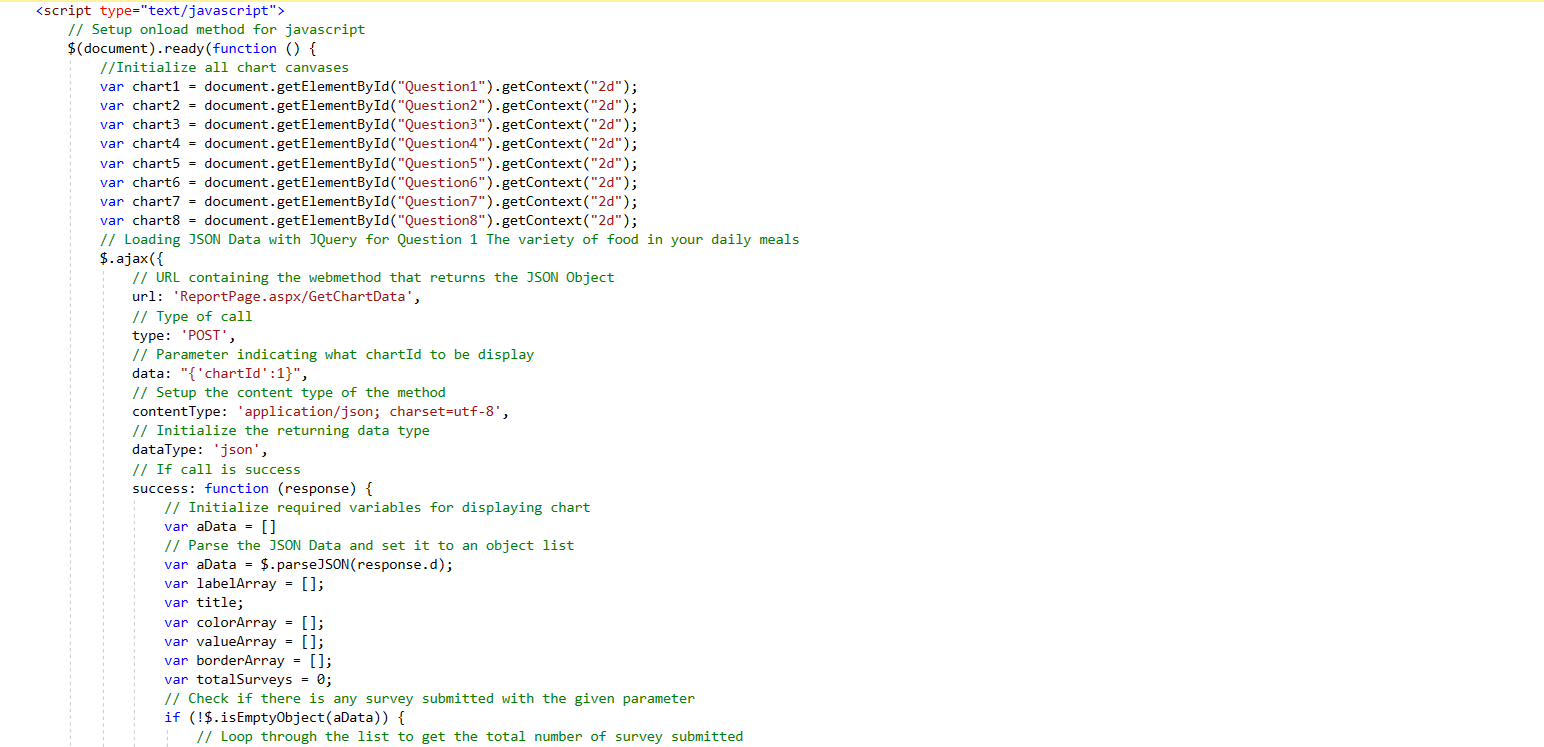 <script type="text/javascript">
// Setup onload method for javascript
$(document).ready(function () {
//Initialize all chart canvases
var chart1 = document.getElementById("Question1").getContext("2d");
var chart2 = document.getElementById("Question2").getContext("2d");
var chart3 = document.getElementById("Question3").getContext("2d");
var chart4 = document.getElementById("Question4").getContext("2d");
var chart5 = document.getElementById("Question5").getContext("2d");
var chart6 = document.getElementById("Question6").getContext("2d");
var chart7 = document.getElementById("Question7").getContext("2d");
var chart8 = document.getElementById("Question8").getContext("2d");
// Loading JSON Data with JQuery for Question 1 The variety of food in your daily meals
$.ajax({
// URL containing the webmethod that returns the JSON Object
url: 'ReportPage.aspx/GetChartData',
// Type of call
type: 'POST',
// Parameter indicating what chartId to be display
data: "{'chartId':1}",
// Setup the content type of the method
contentType: 'application/json; charset=utf-8',
// Initialize the returning data type
dataType: 'json',
// If call is success
success: function (response) {
// Initialize required variables for displaying chart
var aData = []
// Parse the JSON Data and set it to an object list
var aData = $.parseJSON(response.d);
var labelArray = [];
var title;
var colorArray = [];
var valueArray = [];
var borderArray = [];
var totalSurveys = 0;
// Check if there is any survey submitted with the given parameter
if (!$.isEmptyObject(aData)) {
// Loop through the list to get the total number of survey submitted